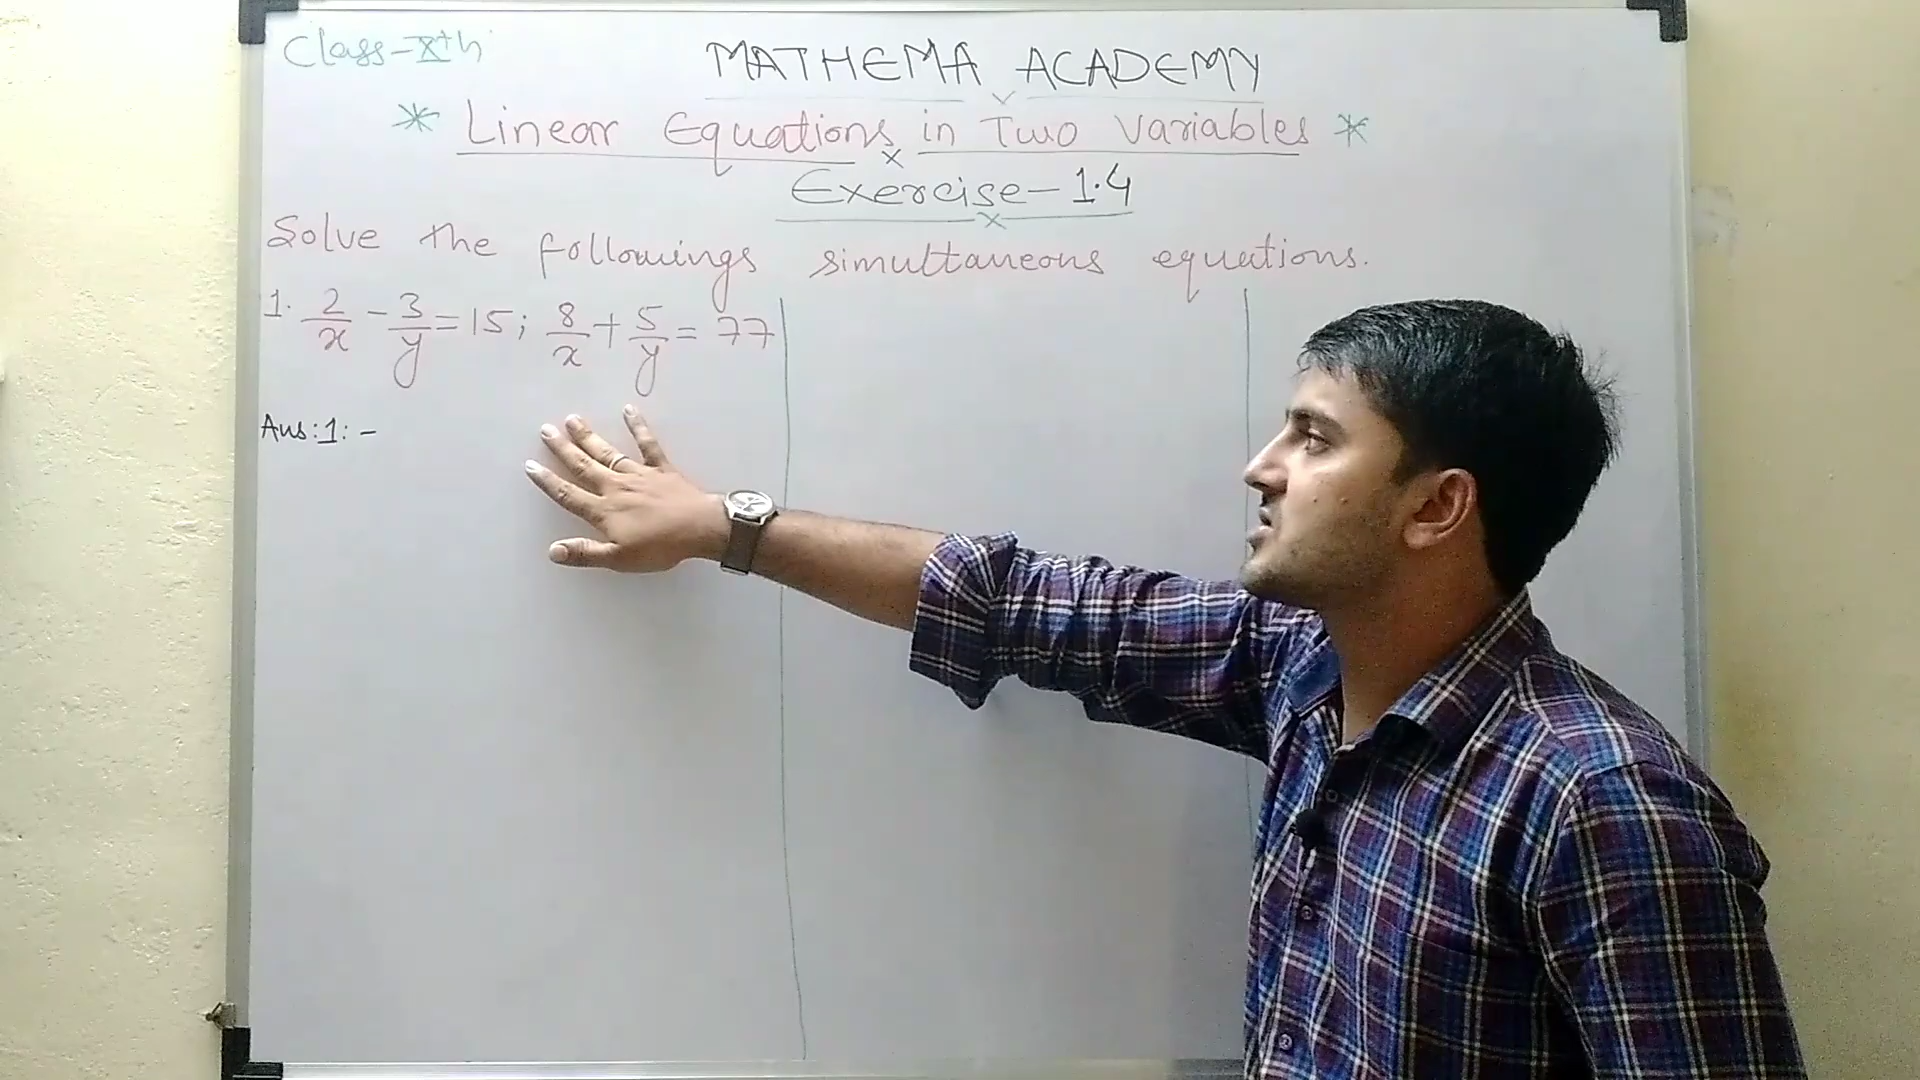 Class-Xth
MATHEMA ACADEMY
* Linear Equations in Two Variables *
Exercise-1.4
Solve the followings simultaneous equations.
1. 2/x - 3/y = 15; 8/x + 5/y = 77
Ans:1:-